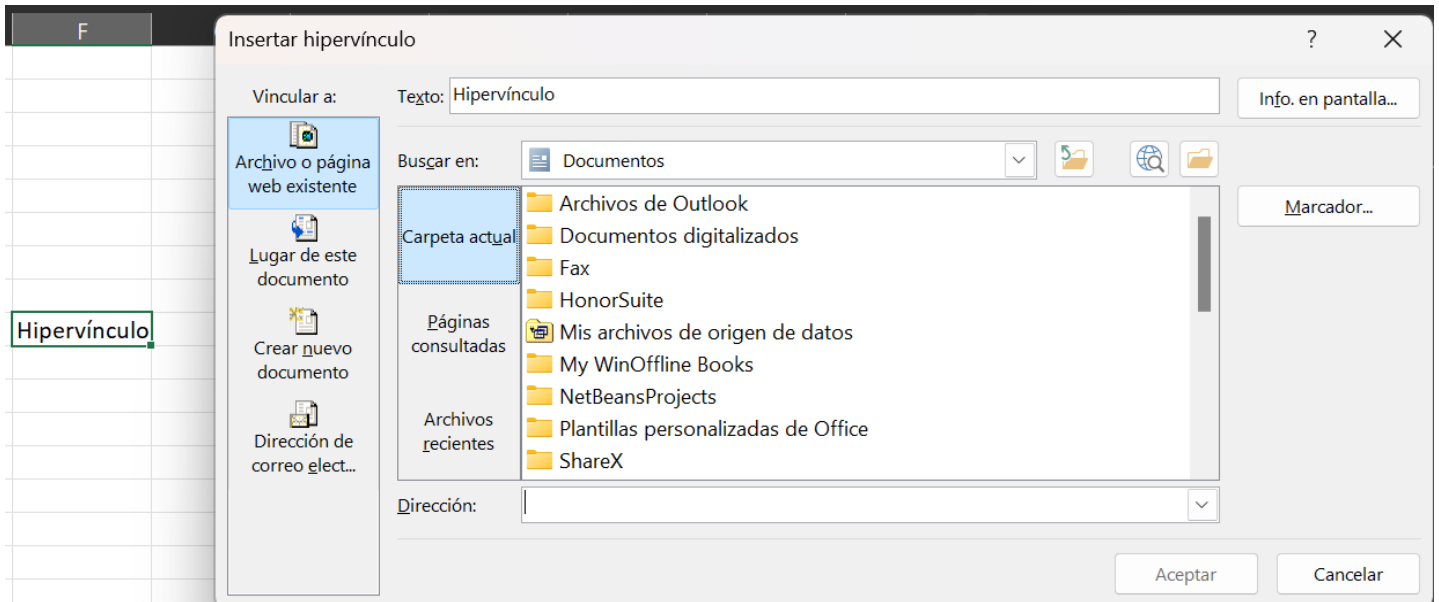 F
Insertar hipervínculo
?
Vincular a:
Texto: Hipervínculo
Info. en pantalla...
Archivo o página
web existente
Buscar en: Documentos
Marcador...
Lugar de este
documento
Crear nuevo
documento
Dirección de
correo elect...
Carpeta actual
Páginas
consultadas
Archivos
recientes
Archivos de Outlook
Documentos digitalizados
Fax
HonorSuite
Mis archivos de origen de datos
My WinOffline Books
NetBeansProjects
Plantillas personalizadas de Office
ShareX
Hipervínculo
Dirección:
Aceptar
Cancelar